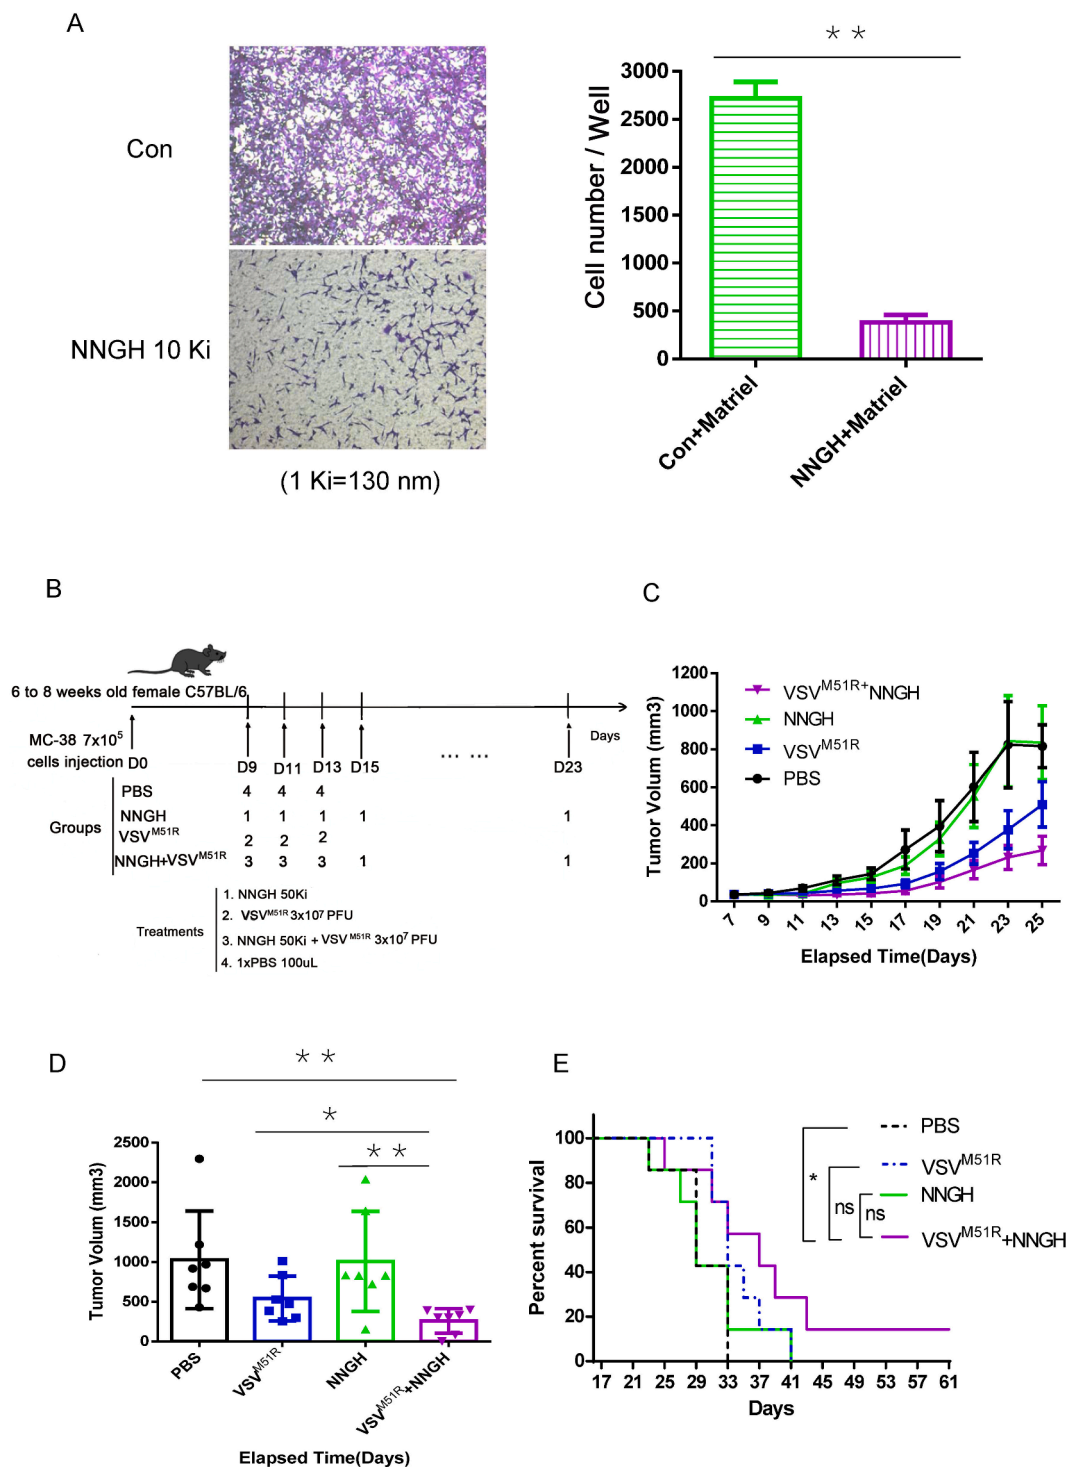 A
Con
NNGH 10 Ki
(1 Ki=130 nm)
**
Cell number / Well
3000
2500
2000
1500
1000
500
0
Con+Matriel
NNGH+Matriel
B
6 to 8 weeks old female C57BL/6
MC-38 7x10⁵
cells injection D0
D9 D11 D13 D15 ... ... D23
Days
Groups
PBS 4 4 4
NNGH 1 1 1 1 1
VSV^M51R 2 2 2
NNGH+VSV^M51R 3 3 3 1 1
Treatments
1. NNGH 50Ki
2. VSV^M51R 3x10⁷ PFU
3. NNGH 50Ki + VSV^M51R 3x10⁷ PFU
4. 1xPBS 100uL
C
Tumor Volum (mm3)
1200
1000
800
600
400
200
0
VSV^M51R+NNGH
NNGH
VSV^M51R
PBS
7 9 11 13 15 17 19 21 23 25
Elapsed Time(Days)
D
**
*
**
Tumor Volum (mm3)
2500
2000
1500
1000
500
0
PBS
VSV^M51R
NNGH
VSV^M51R+NNGH
Elapsed Time(Days)
E
Percent survival
100
80
60
40
20
0
* ns ns
PBS
VSV^M51R
NNGH
VSV^M51R+NNGH
17 21 25 29 33 37 41 45 49 53 57 61
Days